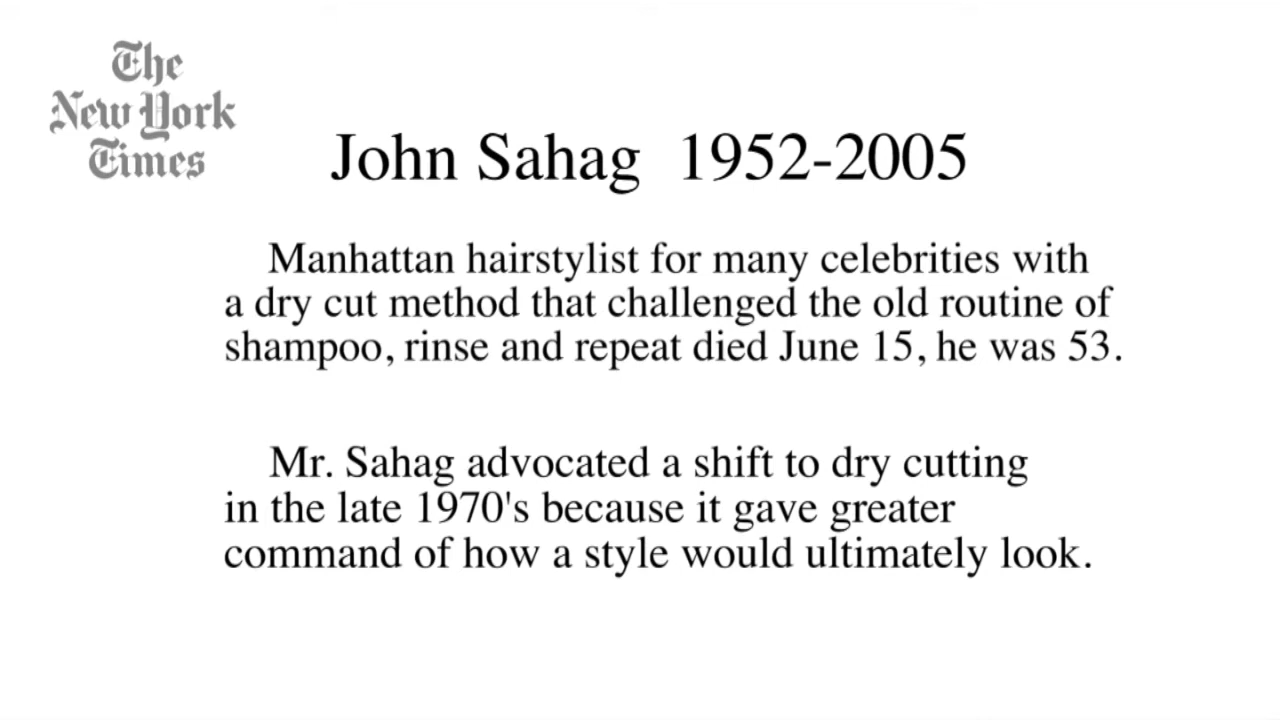 The
New York
Times
John Sahag 1952-2005
Manhattan hairstylist for many celebrities with
a dry cut method that challenged the old routine of
shampoo, rinse and repeat died June 15, he was 53.
Mr. Sahag advocated a shift to dry cutting
in the late 1970's because it gave greater
command of how a style would ultimately look.